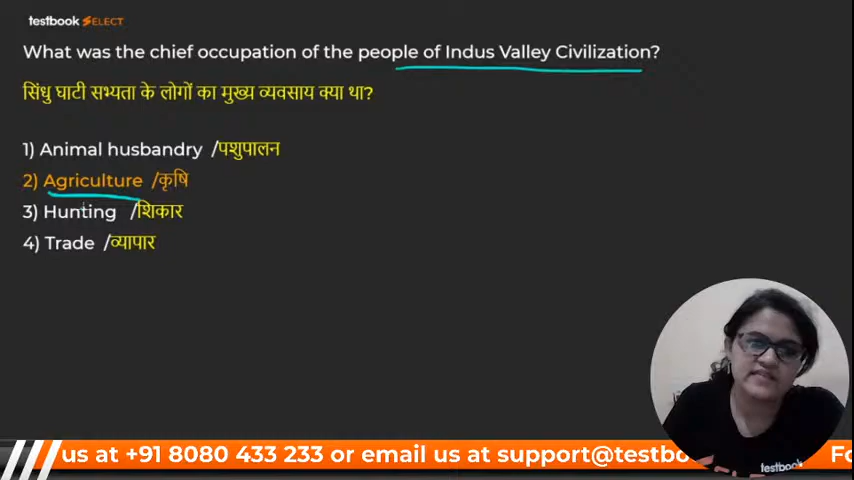 testbook SELECT
What was the chief occupation of the people of Indus Valley Civilization?
सिंधु घाटी सभ्यता के लोगों का मुख्य व्यवसाय क्या था?
1) Animal husbandry /पशुपालन
2) Agriculture /कृषि
3) Hunting /शिकार
4) Trade /व्यापार
testbook
us at +91 8080 433 233 or email us at support@testbo Fo